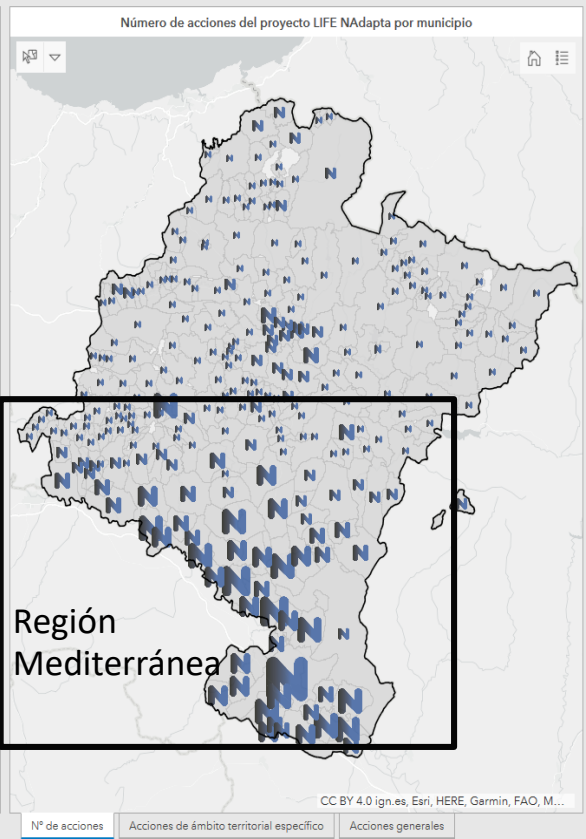 Número de acciones del proyecto LIFE NAdapta por municipio
Región
Mediterránea
CC BY 4.0 ign.es, Esri, HERE, Garmin, FAO, M...
Nº de acciones
Acciones de ámbito territorial específico
Acciones generales